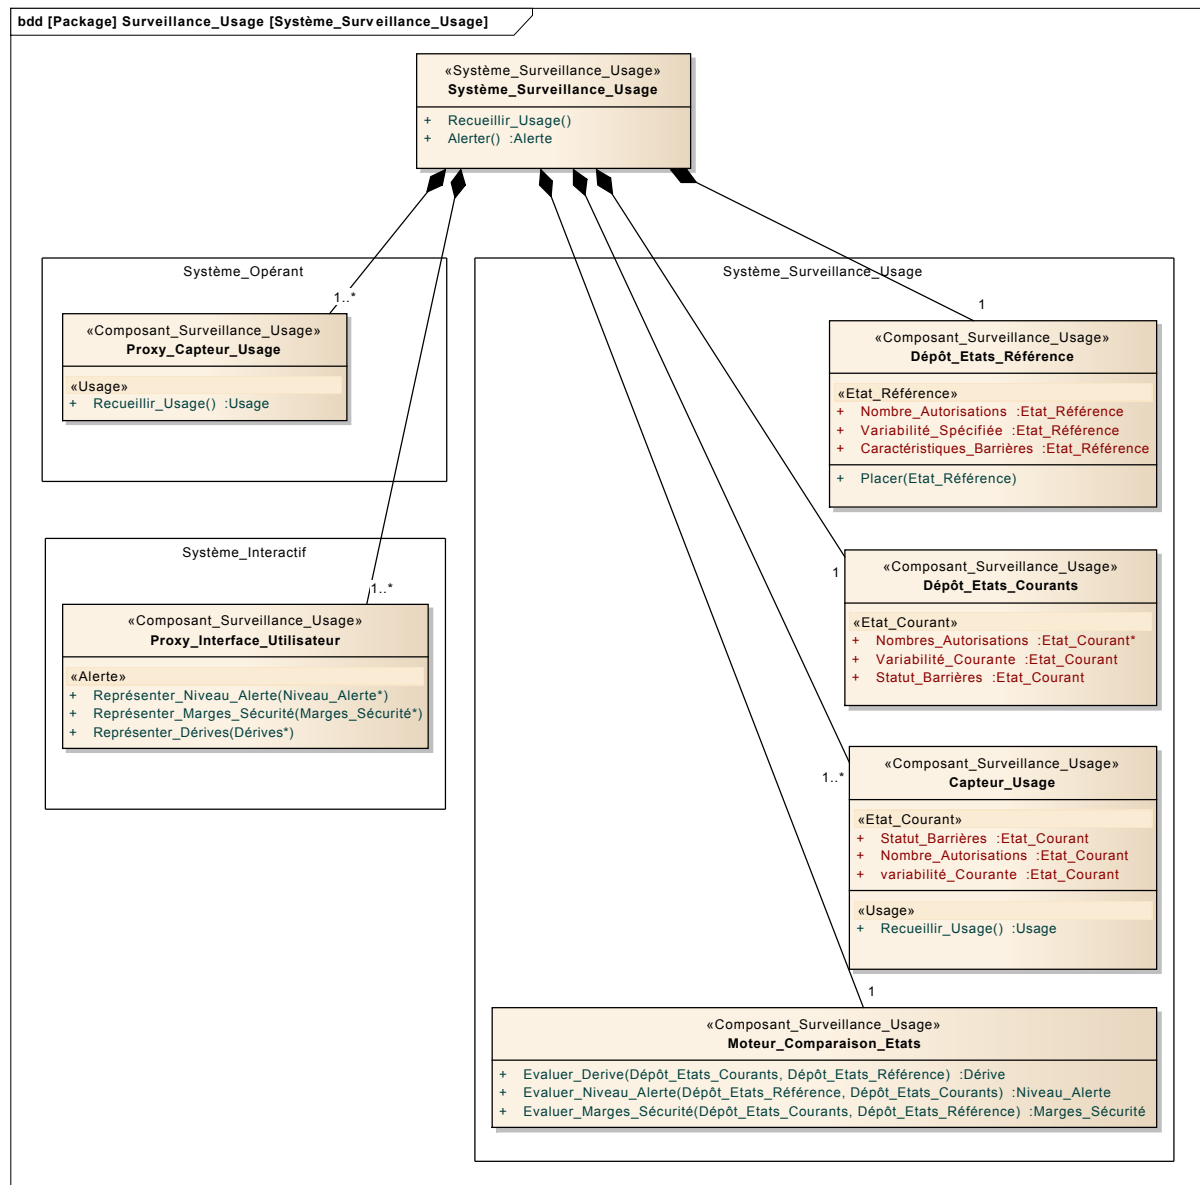 bdd [Package] Surveillance_Usage [Système_Surveillance_Usage]
«Système_Surveillance_Usage»
Système_Surveillance_Usage
+ Recueillir_Usage()
+ Alerter() :Alerte
Système_Opérant
1..*
«Composant_Surveillance_Usage»
Proxy_Capteur_Usage
«Usage»
+ Recueillir_Usage() :Usage
Système_Interactif
1..*
«Composant_Surveillance_Usage»
Proxy_Interface_Utilisateur
«Alerte»
+ Représenter_Niveau_Alerte(Niveau_Alerte*)
+ Représenter_Marges_Sécurité(Marges_Sécurité*)
+ Représenter_Dérives(Dérives*)
Système_Surveillance_Usage
1
«Composant_Surveillance_Usage»
Dépôt_Etats_Référence
«Etat_Référence»
+ Nombre_Autorisations :Etat_Référence
+ Variabilité_Spécifiée :Etat_Référence
+ Caractéristiques_Barrières :Etat_Référence
+ Placer(Etat_Référence)
1
«Composant_Surveillance_Usage»
Dépôt_Etats_Courants
«Etat_Courant»
+ Nombres_Autorisations :Etat_Courant*
+ Variabilité_Courante :Etat_Courant
+ Statut_Barrières :Etat_Courant
1..*
«Composant_Surveillance_Usage»
Capteur_Usage
«Etat_Courant»
+ Statut_Barrières :Etat_Courant
+ Nombre_Autorisations :Etat_Courant
+ variabilité_Courante :Etat_Courant
«Usage»
+ Recueillir_Usage() :Usage
1
«Composant_Surveillance_Usage»
Moteur_Comparaison_Etats
+ Evaluer_Derive(Dépôt_Etats_Courants, Dépôt_Etats_Référence) :Dérive
+ Evaluer_Niveau_Alerte(Dépôt_Etats_Référence, Dépôt_Etats_Courants) :Niveau_Alerte
+ Evaluer_Marges_Sécurité(Dépôt_Etats_Courants, Dépôt_Etats_Référence) :Marges_Sécurité